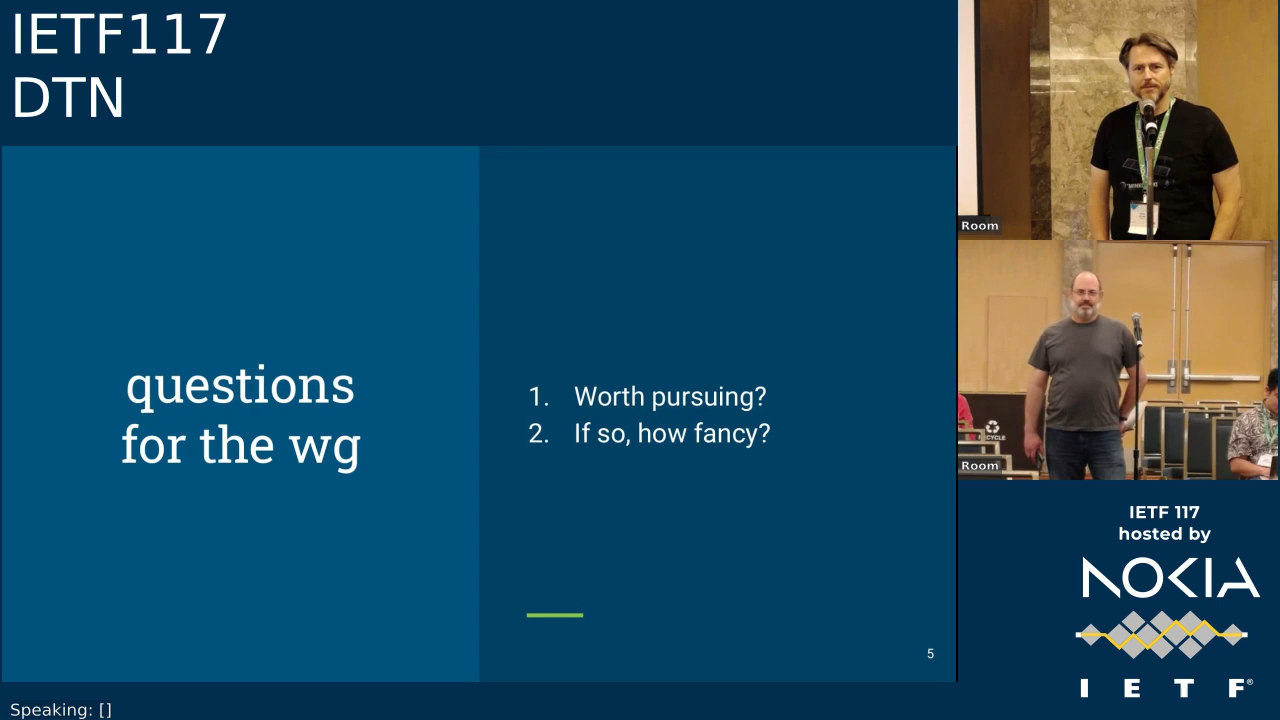 IETF117
DTN
questions
for the wg
1. Worth pursuing?
2. If so, how fancy?
5
Room
RECYCLE
Room
IETF 117
hosted by
NOKIA
I E T F®
Speaking: []